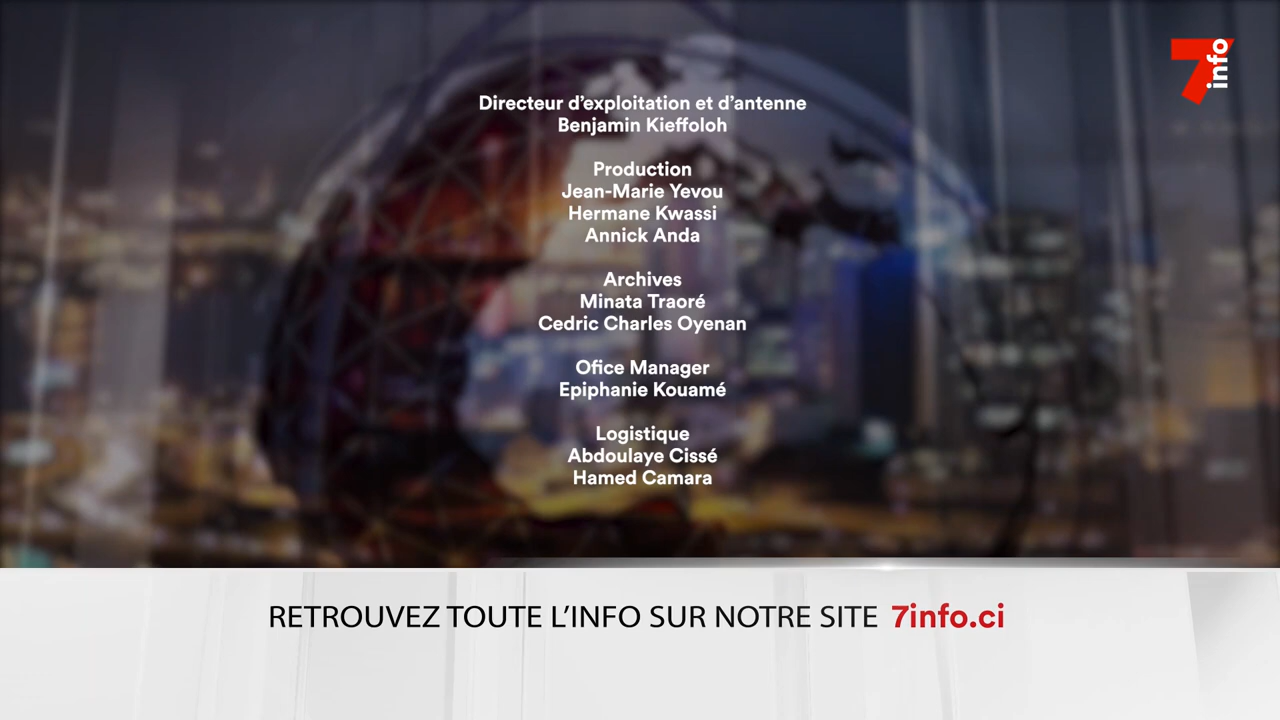 7info
Directeur d’exploitation et d’antenne
Benjamin Kieffoloh
Production
Jean-Marie Yevou
Hermane Kwassi
Annick Anda
Archives
Minata Traoré
Cedric Charles Oyenan
Ofice Manager
Epiphanie Kouamé
Logistique
Abdoulaye Cissé
Hamed Camara
RETROUVEZ TOUTE L’INFO SUR NOTRE SITE 7info.ci